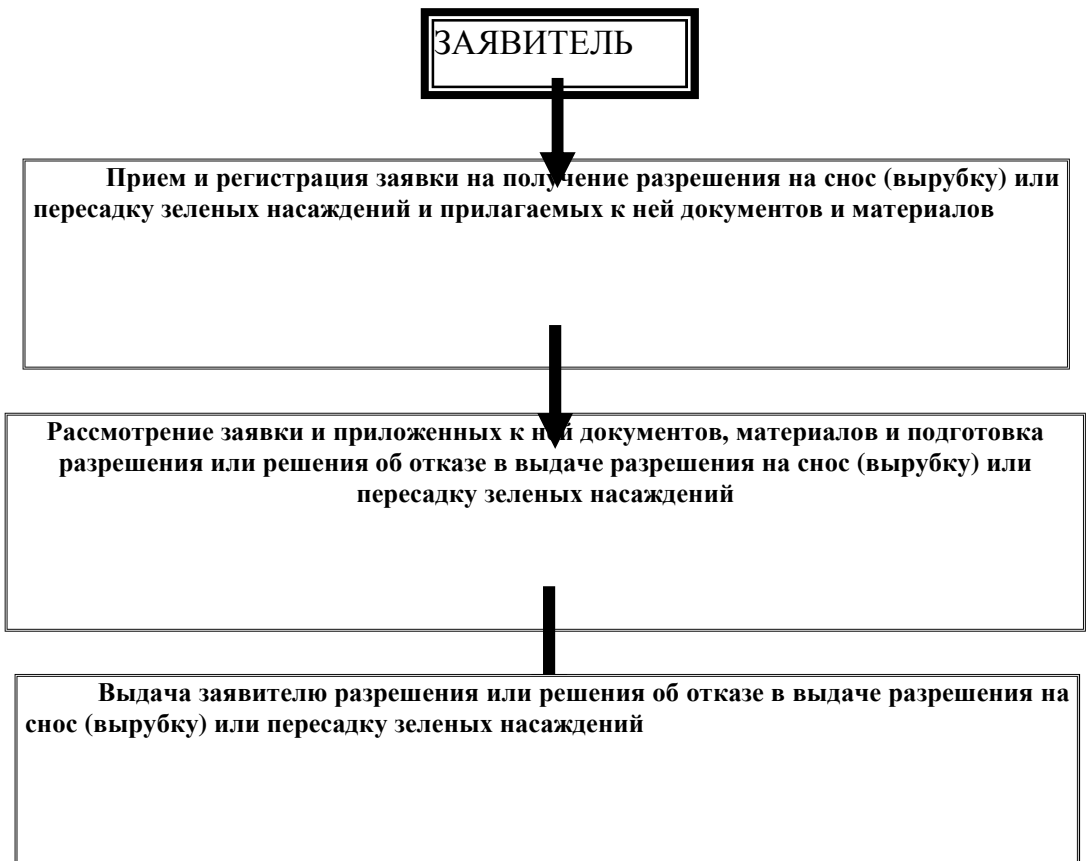 ЗАЯВИТЕЛЬ
Прием и регистрация заявки на получение разрешения на снос (вырубку) или
пересадку зеленых насаждений и прилагаемых к ней документов и материалов
Рассмотрение заявки и приложенных к ней документов, материалов и подготовка
разрешения или решения об отказе в выдаче разрешения на снос (вырубку) или
пересадку зеленых насаждений
Выдача заявителю разрешения или решения об отказе в выдаче разрешения на
снос (вырубку) или пересадку зеленых насаждений